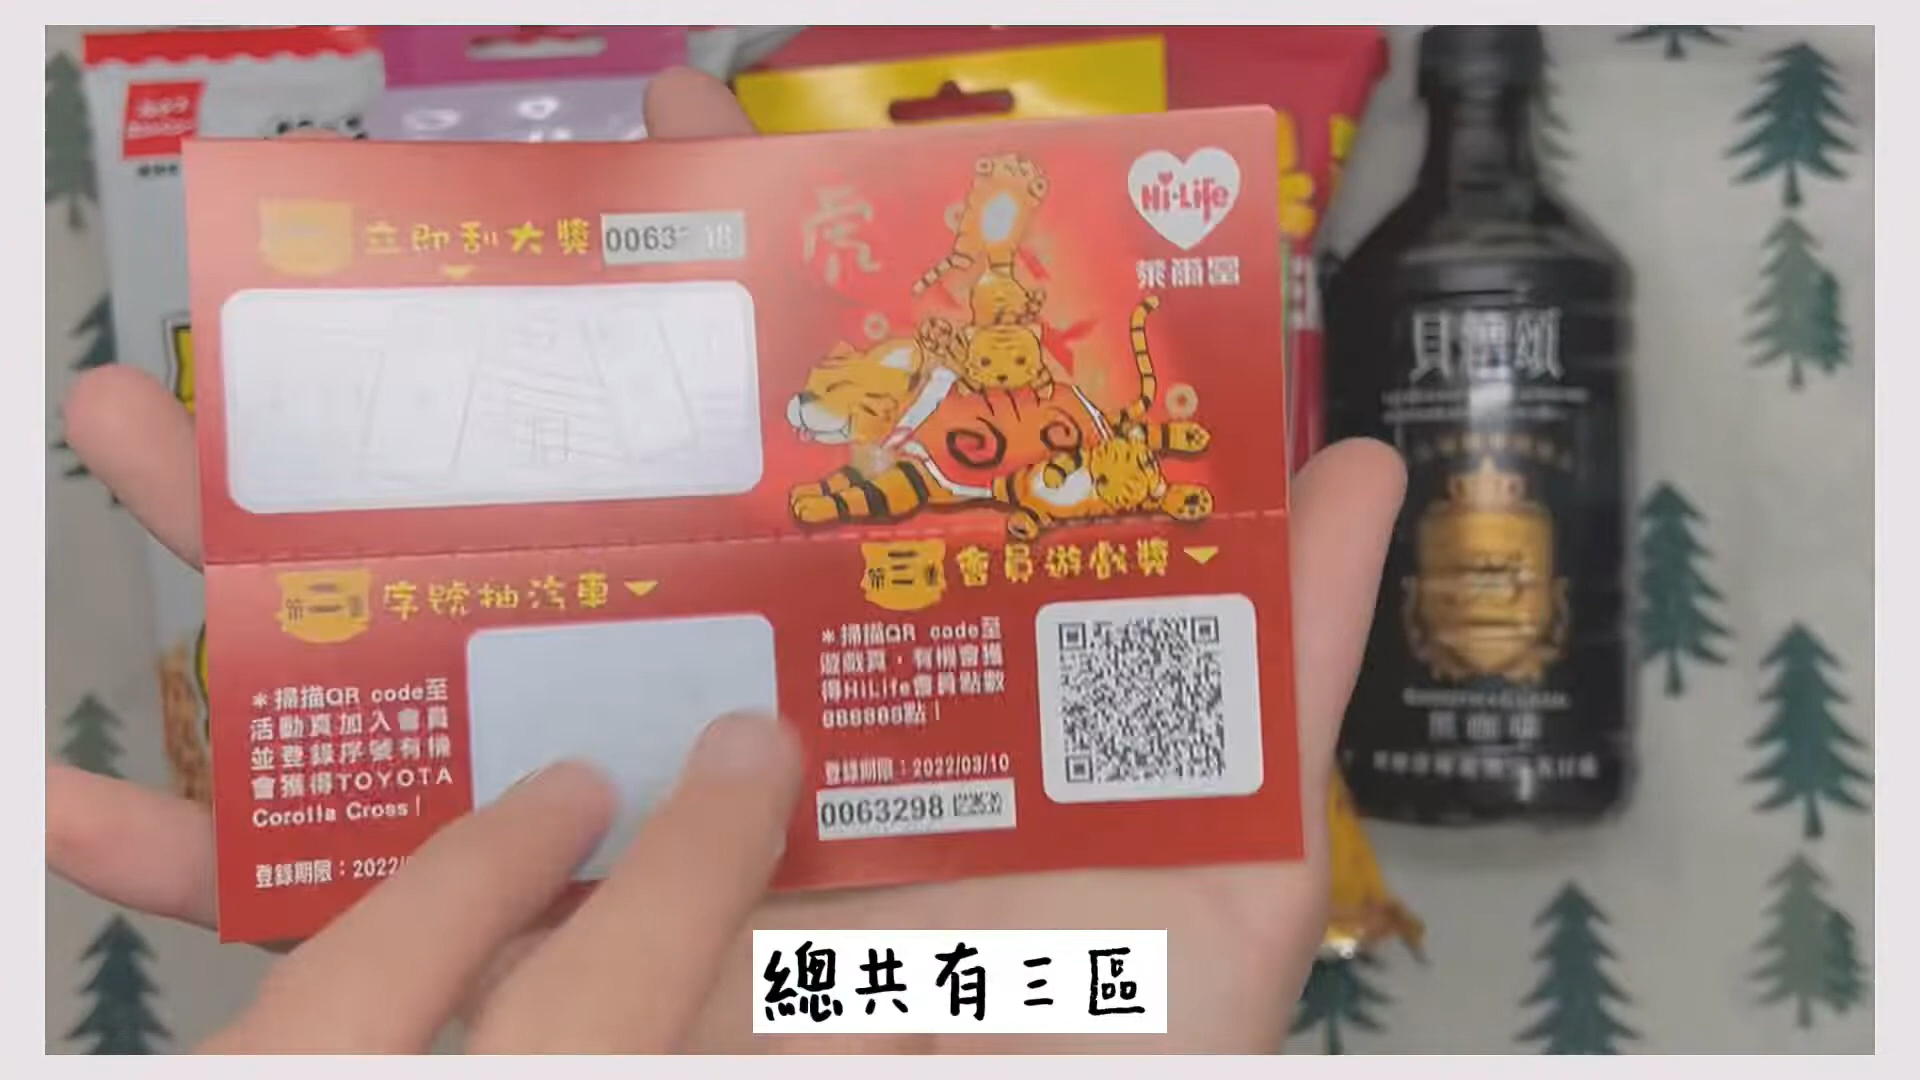 立即刮大獎
0063
虎
Hi-Life
萊爾富
第二重 序號抽汽車
*掃描QR code至
活動頁加入會員
並登錄序號有機
會獲得TOYOTA
Corolla Cross!
登錄期限：2022/
第三重 會員遊戲獎
*掃描QR code至
遊戲頁，有機會獲
得HiLife會員點數
888888點！
登錄期限：2022/03/10
0063298
貝納頌
黑咖啡
總共有三區